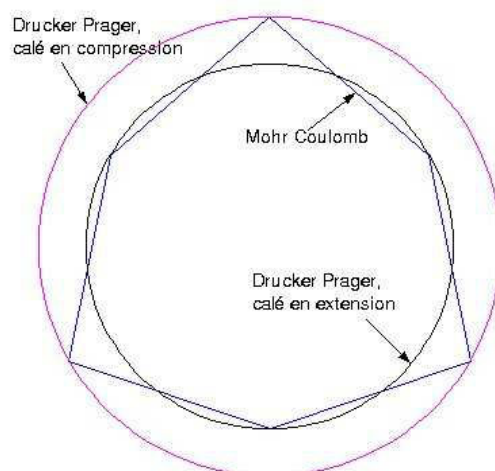 Drucker Prager,
calé en compression
Mohr Coulomb
Drucker Prager,
calé en extension